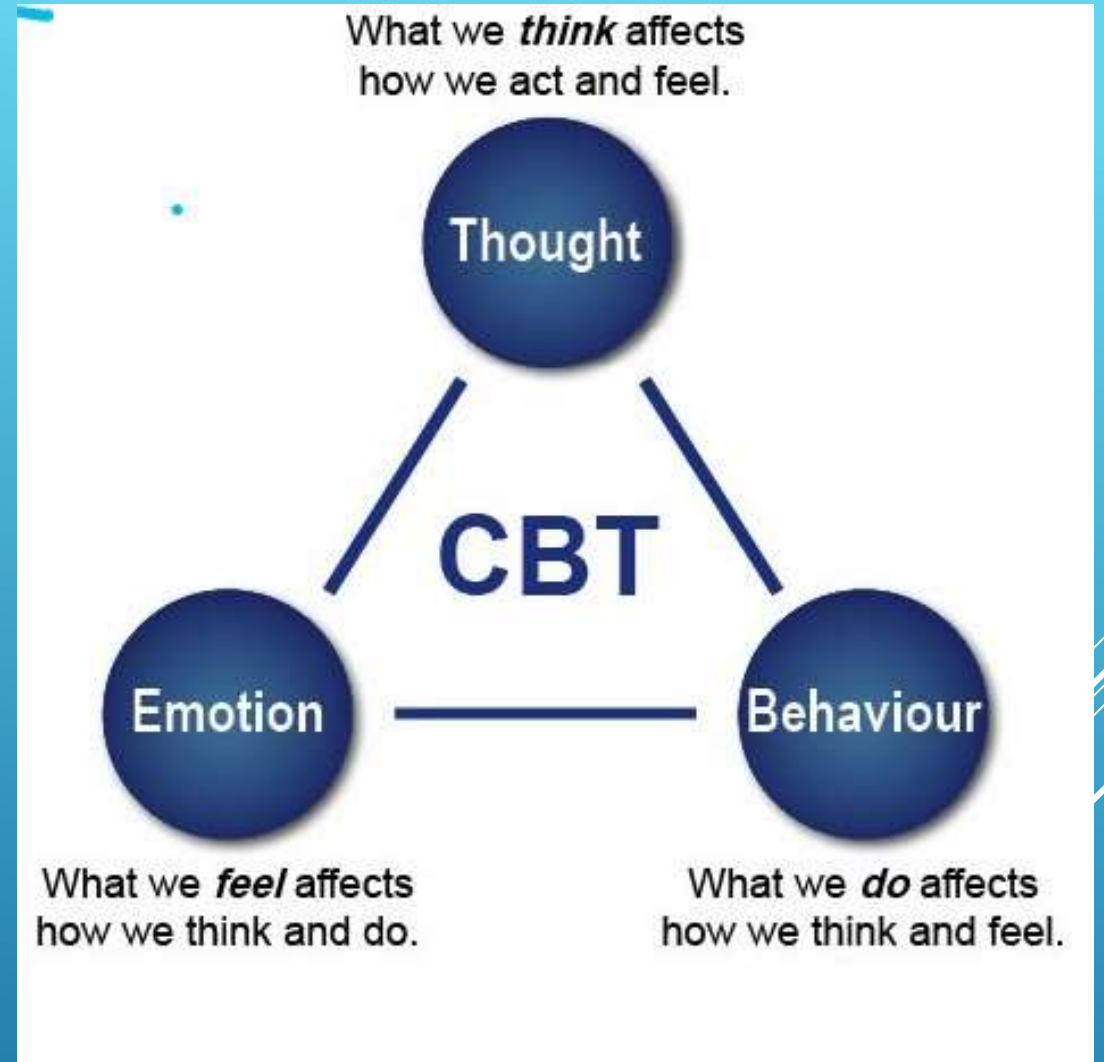 What we think affects
how we act and feel.
Thought
CBT
Emotion
Behaviour
What we feel affects
how we think and do.
What we do affects
how we think and feel.